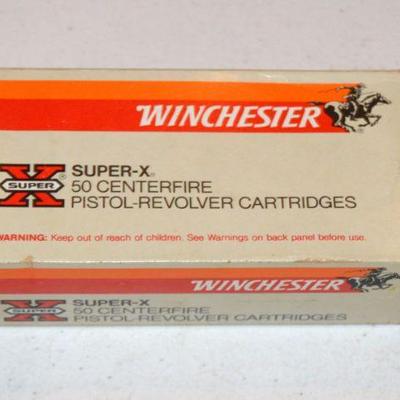 WINCHESTER
X SUPER ® SUPER-X®
50 CENTERFIRE
PISTOL-REVOLVER CARTRIDGES
WARNING: Keep out of reach of children. See Warnings on back panel before use.
WINCHESTER
X SUPER SUPER-X
50 CENTERFIRE
PISTOL-REVOLVER CARTRIDGES